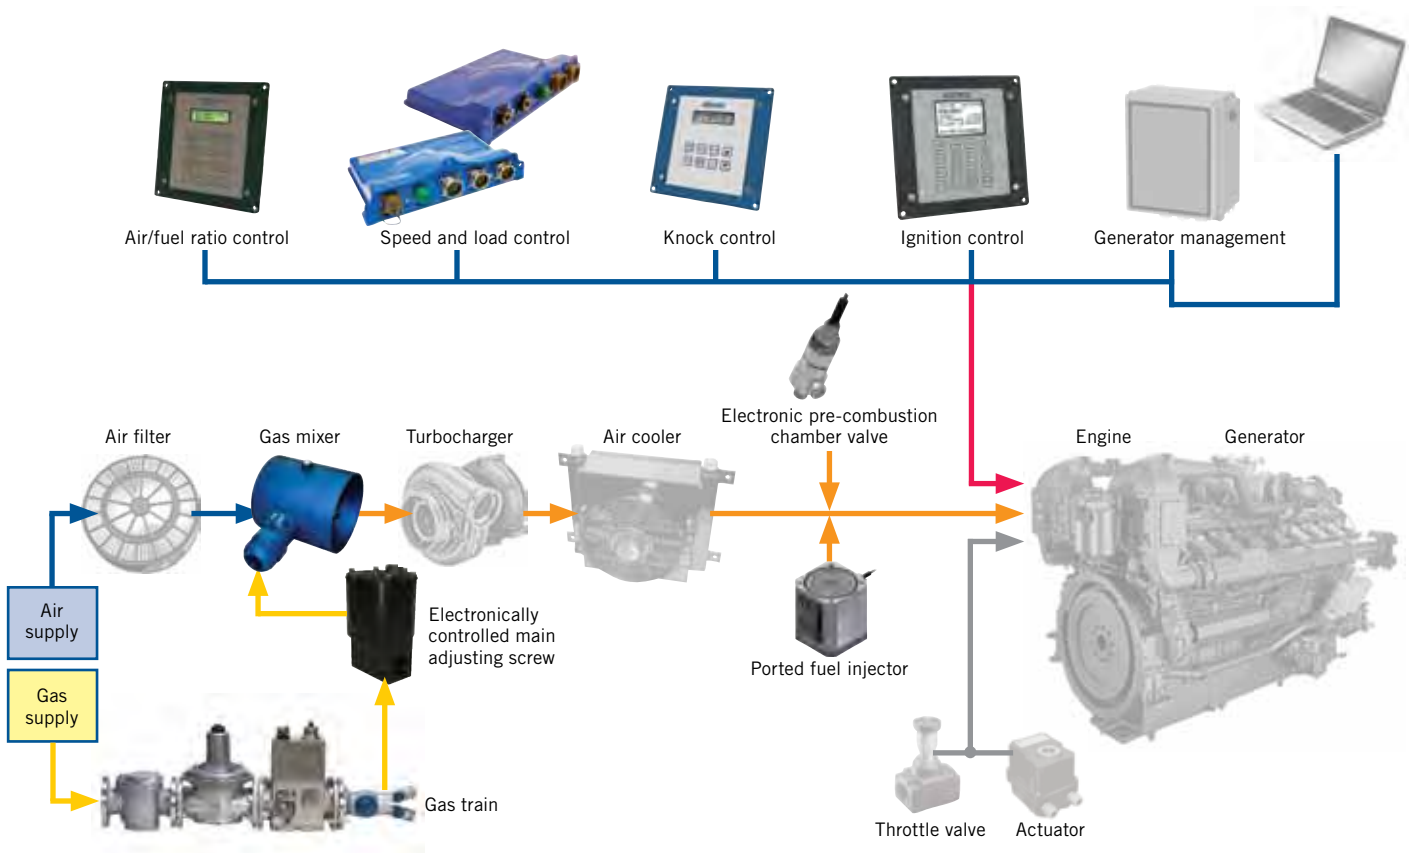 Air/fuel ratio control
Speed and load control
Knock control
Ignition control
Generator management
Electronic pre-combustion
chamber valve
Air filter
Gas mixer
Turbocharger
Air cooler
Engine
Generator
Air
supply
Electronically
controlled main
adjusting screw
Ported fuel injector
Gas
supply
Gas train
Throttle valve
Actuator